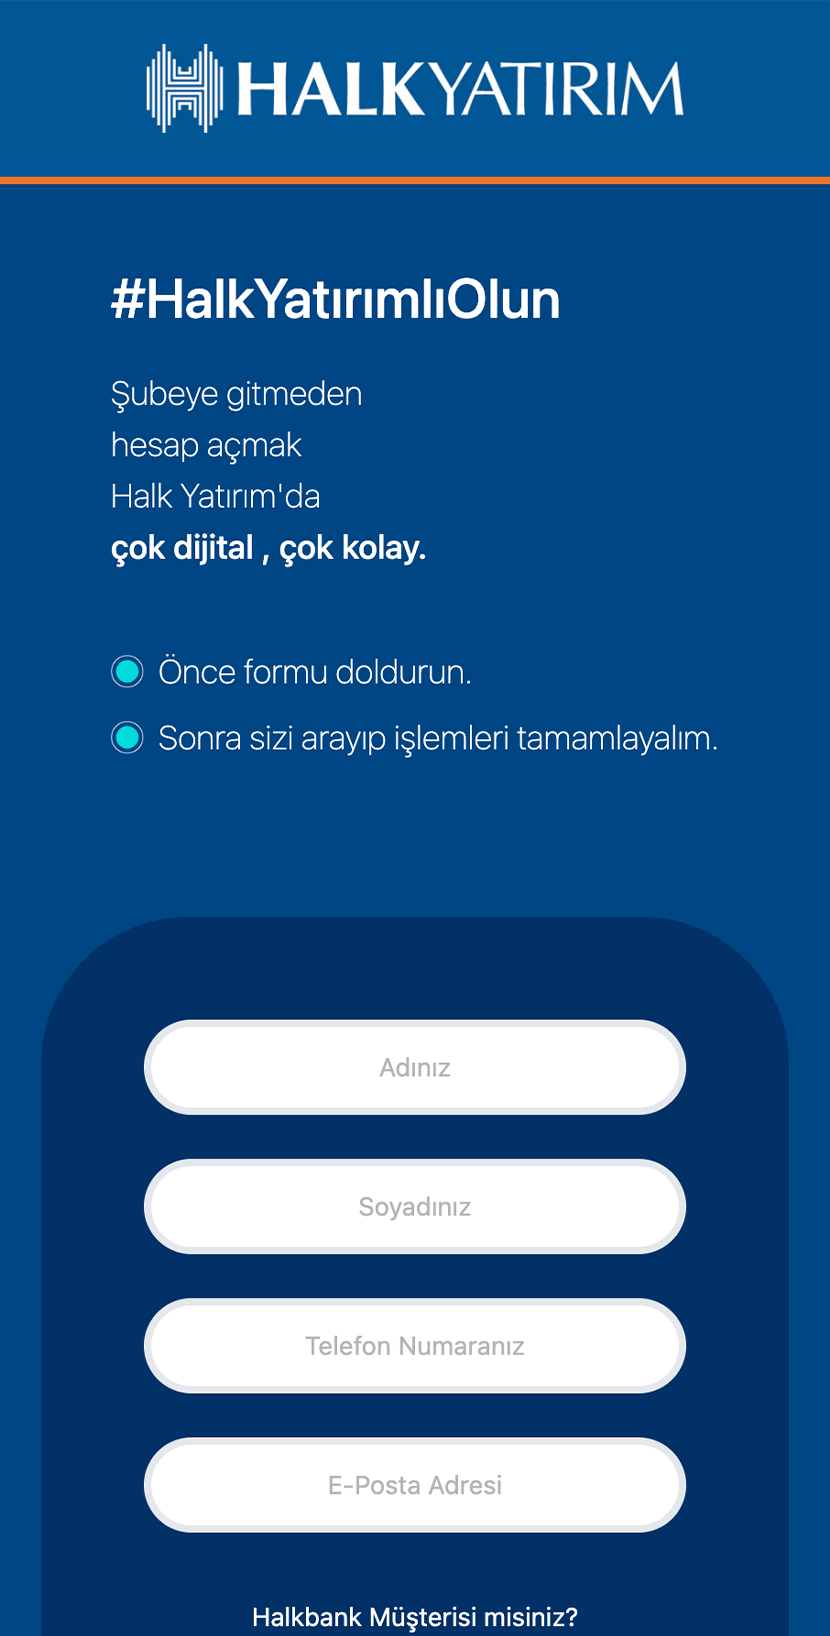 HALKYATIRIM
#HalkYatırımlıOlun
Şubeye gitmeden
hesap açmak
Halk Yatırım'da
çok dijital , çok kolay.
Önce formu doldurun.
Sonra sizi arayıp işlemleri tamamlayalım.
Adınız
Soyadınız
Telefon Numaranız
E-Posta Adresi
Halkbank Müşterisi misiniz?